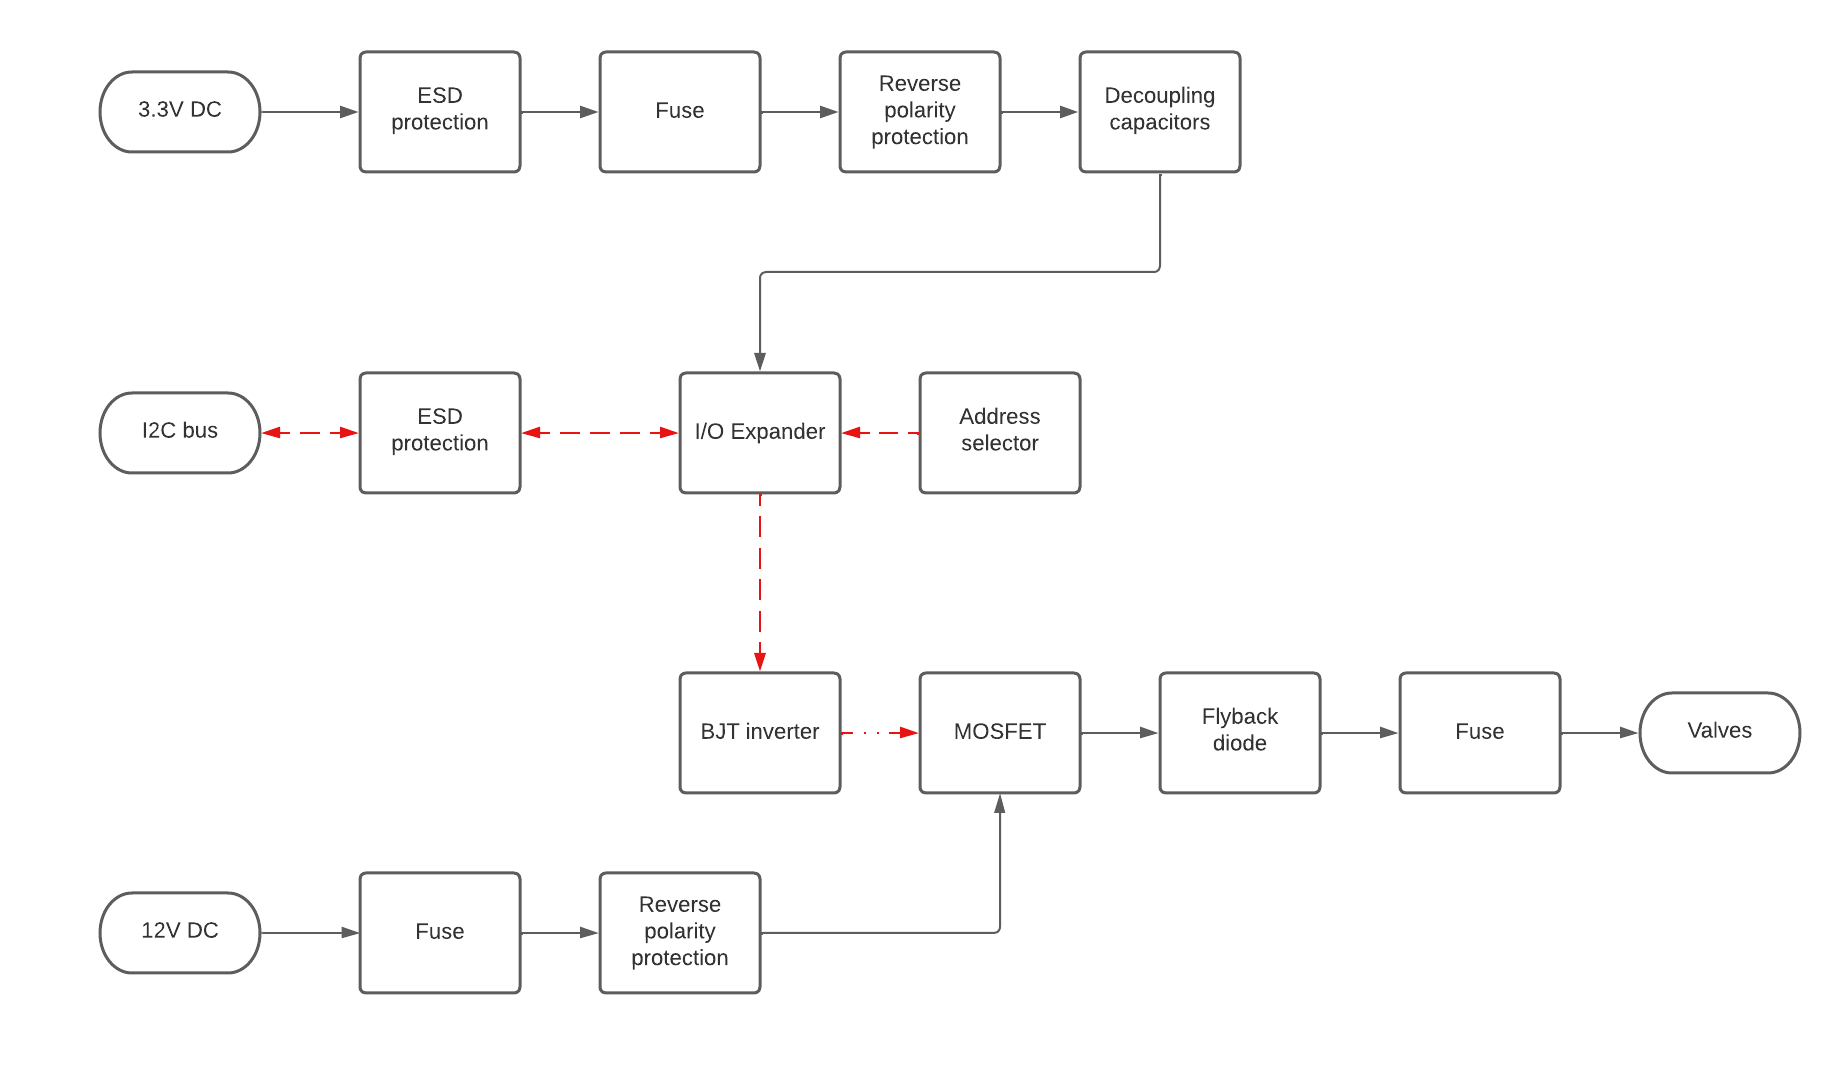 3.3V DC
ESD
protection
Fuse
Reverse
polarity
protection
Decoupling
capacitors
I2C bus
ESD
protection
I/O Expander
Address
selector
BJT inverter
MOSFET
Flyback
diode
Fuse
Valves
12V DC
Fuse
Reverse
polarity
protection